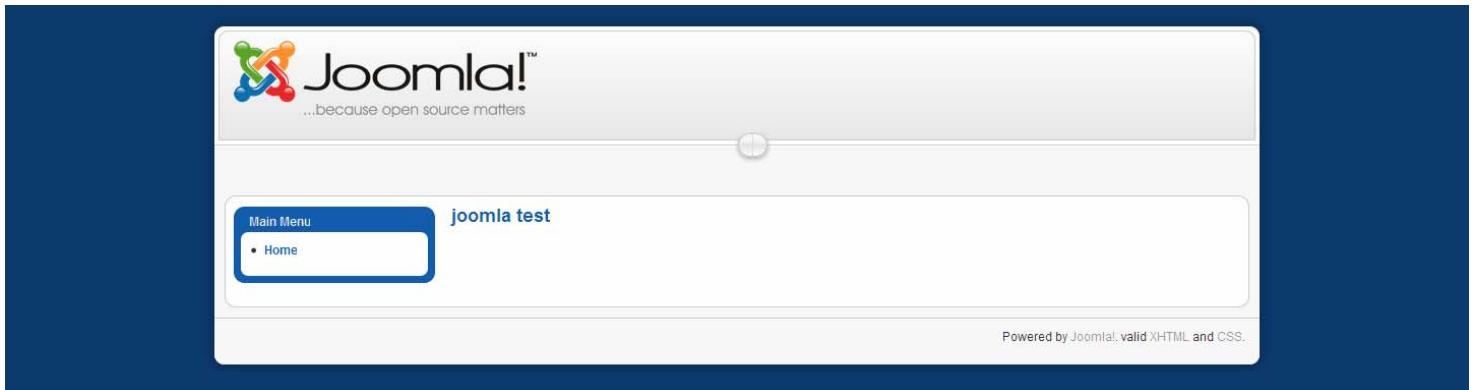 Joomla!™
...because open source matters
Main Menu
joomla test
• Home
Powered by Joomla!. valid XHTML and CSS.